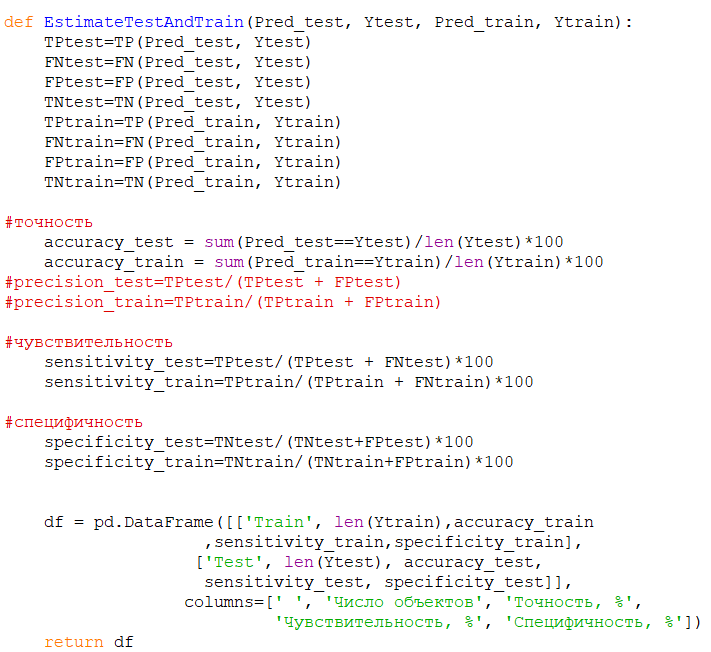 def EstimateTestAndTrain(Pred_test, Ytest, Pred_train, Ytrain):
    TPtest=TP(Pred_test, Ytest)
    FNtest=FN(Pred_test, Ytest)
    FPtest=FP(Pred_test, Ytest)
    TNtest=TN(Pred_test, Ytest)
    TPtrain=TP(Pred_train, Ytrain)
    FNtrain=FN(Pred_train, Ytrain)
    FPtrain=FP(Pred_train, Ytrain)
    TNtrain=TN(Pred_train, Ytrain)

#точность
    accuracy_test = sum(Pred_test==Ytest)/len(Ytest)*100
    accuracy_train = sum(Pred_train==Ytrain)/len(Ytrain)*100
#precision_test=TPtest/(TPtest + FPtest)
#precision_train=TPtrain/(TPtrain + FPtrain)

#чувствительность
    sensitivity_test=TPtest/(TPtest + FNtest)*100
    sensitivity_train=TPtrain/(TPtrain + FNtrain)*100

#специфичность
    specificity_test=TNtest/(TNtest+FPtest)*100
    specificity_train=TNtrain/(TNtrain+FPtrain)*100


    df = pd.DataFrame([['Train', len(Ytrain),accuracy_train
                    ,sensitivity_train,specificity_train],
                   ['Test', len(Ytest), accuracy_test,
                    sensitivity_test, specificity_test]],
                  columns=[' ', 'Число объектов', 'Точность, %',
                           'Чувствительность, %', 'Специфичность, %'])
    return df